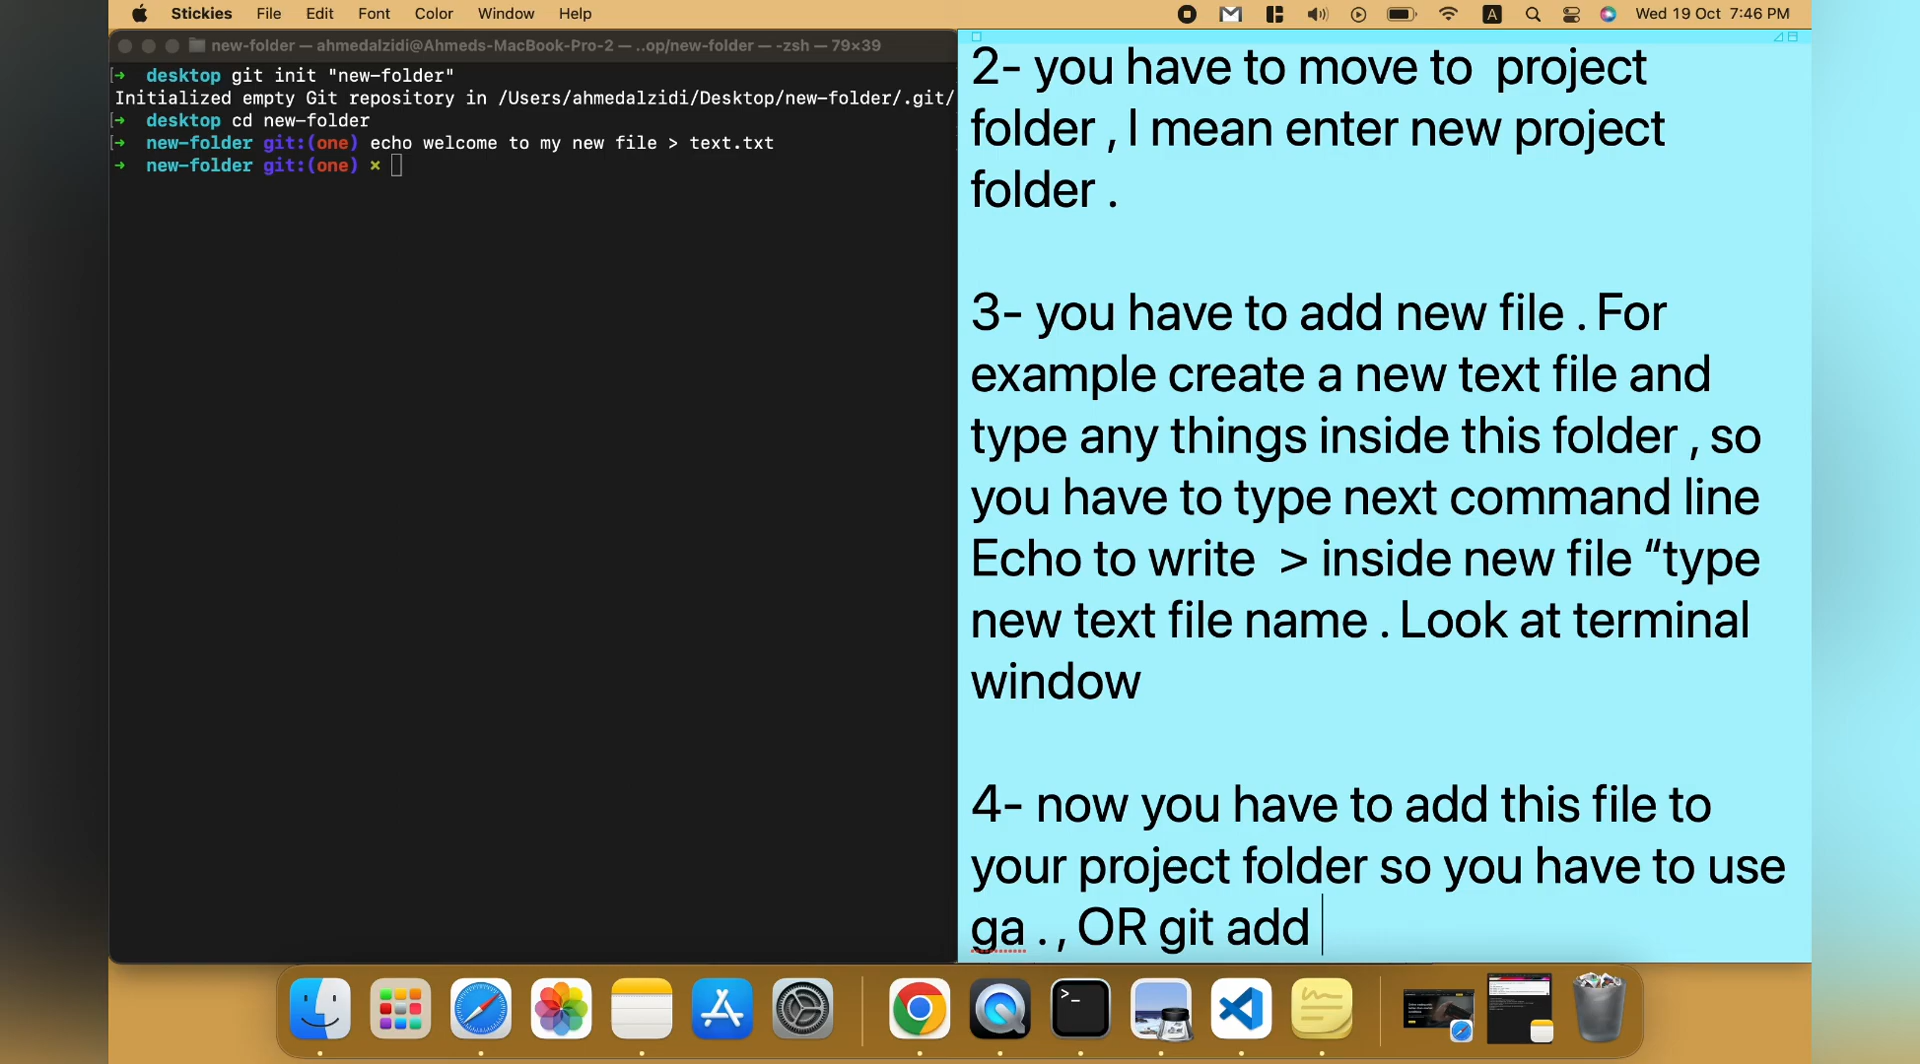 Stickies File Edit Font Color Window Help
A Wed 19 Oct 7:46 PM
new-folder — ahmedalzidi@Ahmeds-MacBook-Pro-2 — ..op/new-folder — -zsh — 79×39
[➜ desktop git init "new-folder"
Initialized empty Git repository in /Users/ahmedalzidi/Desktop/new-folder/.git/
[➜ desktop cd new-folder
[➜ new-folder git:(one) echo welcome to my new file > text.txt
➜ new-folder git:(one) ×
2- you have to move to project
folder , I mean enter new project
folder .
3- you have to add new file . For
example create a new text file and
type any things inside this folder , so
you have to type next command line
Echo to write > inside new file “type
new text file name . Look at terminal
window
4- now you have to add this file to
your project folder so you have to use
ga . , OR git add